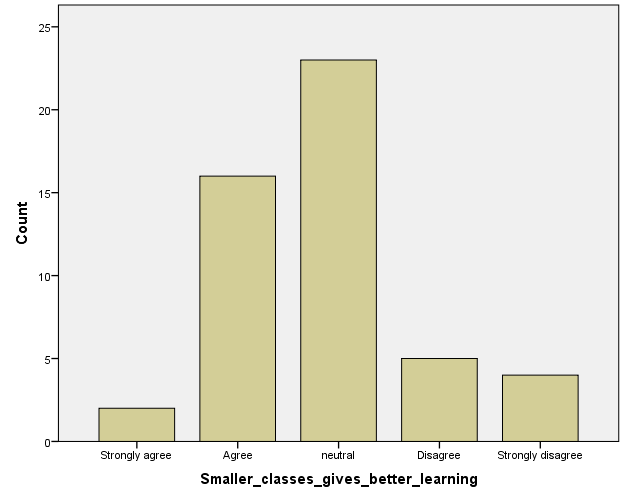 25
20
15
10
5
0
Count
Strongly agree Agree neutral Disagree Strongly disagree
Smaller_classes_gives_better_learning